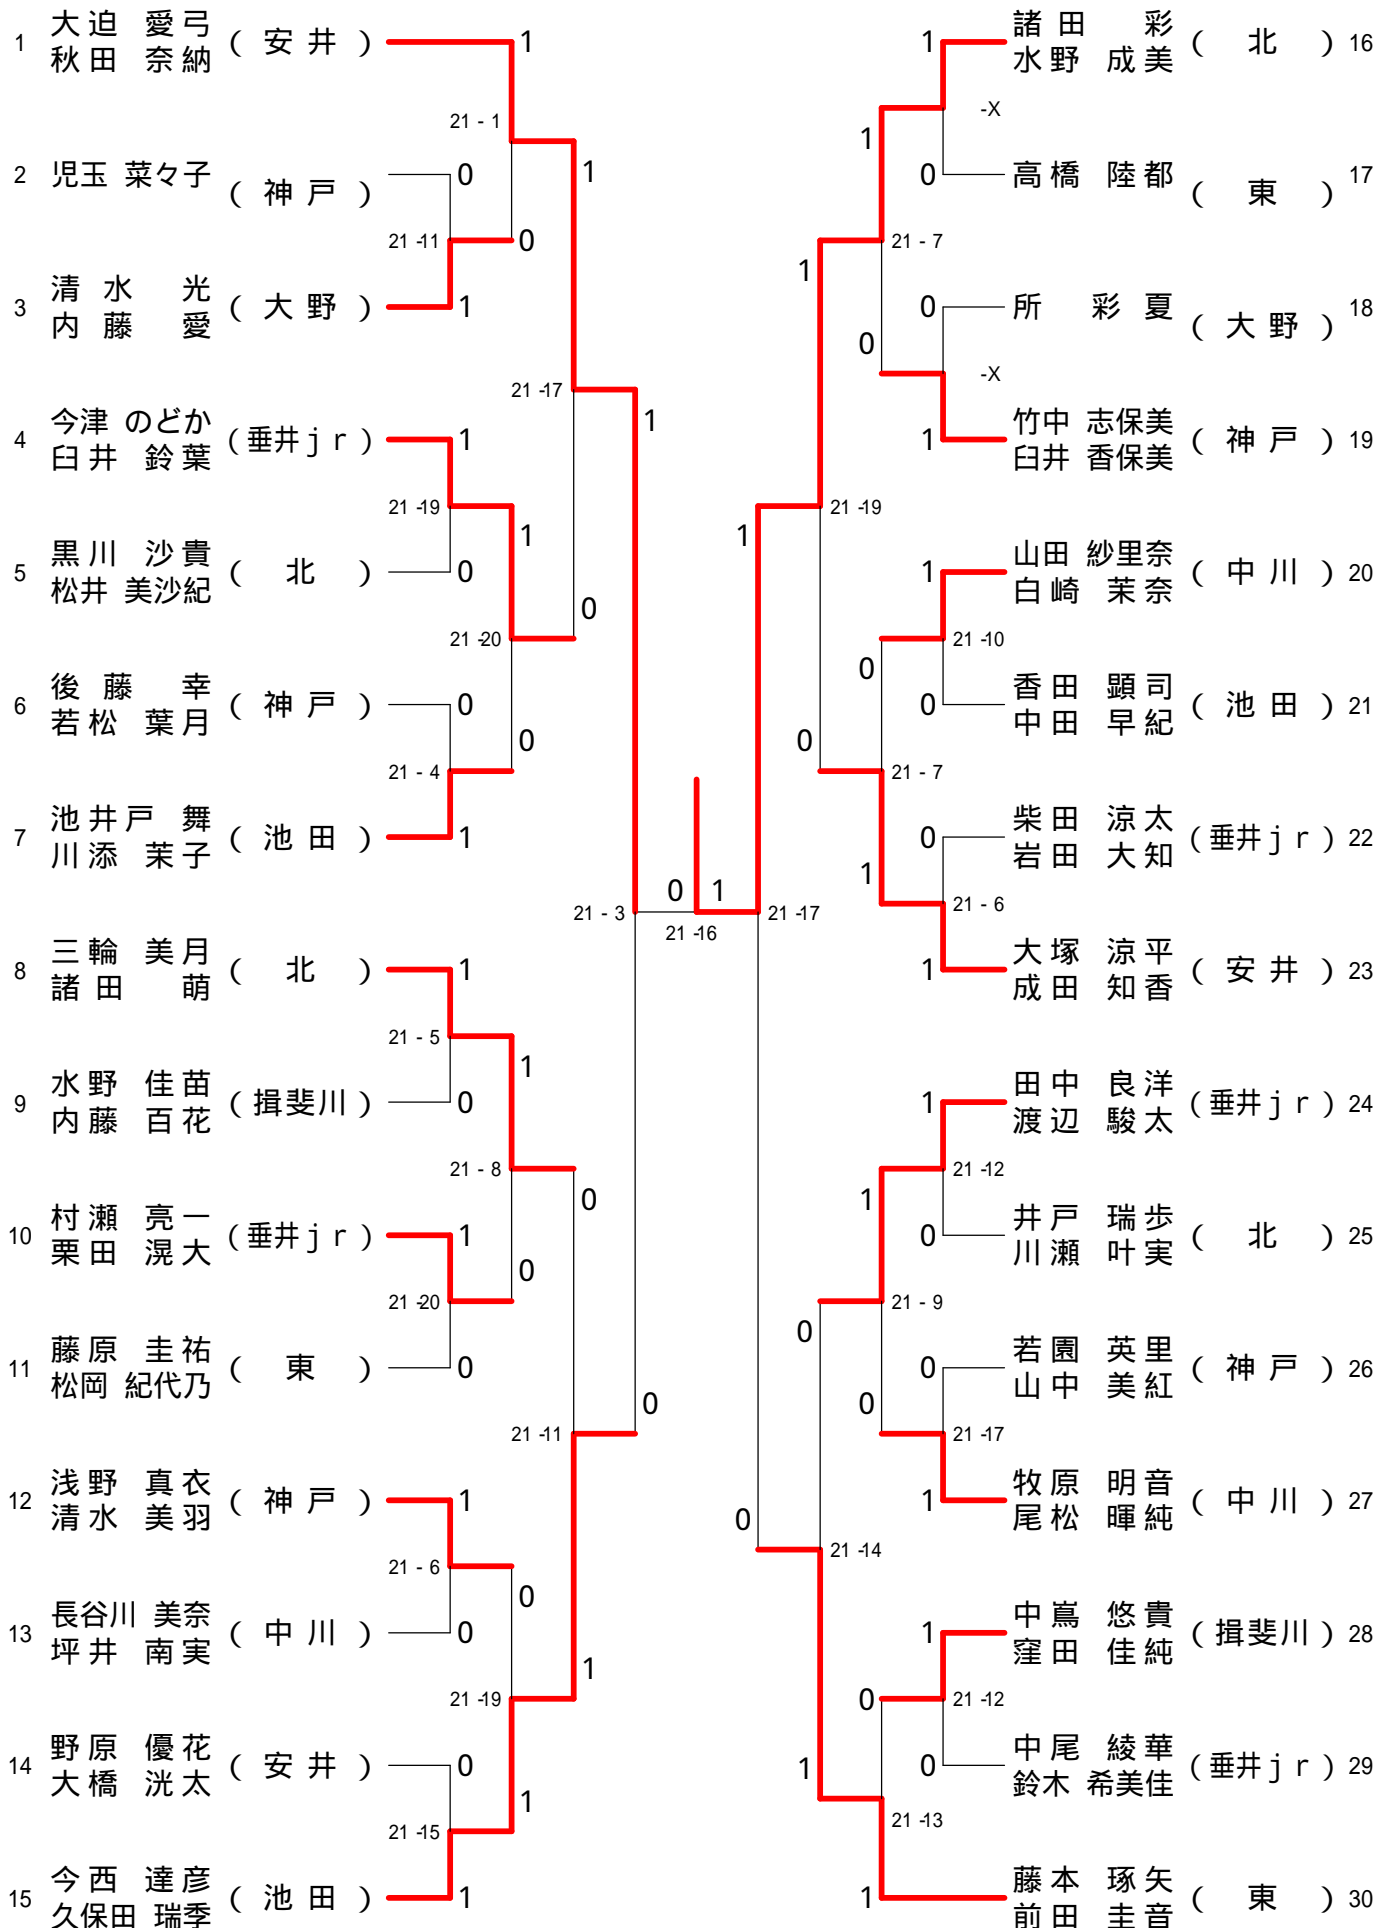 1 大迫 愛弓
秋田 奈納 ( 安井 ) 1
21 - 1
2 児玉 菜々子 ( 神戸 ) 0
1
21 -11 0
3 清水 光
内藤 愛 ( 大野 ) 1
21 -17
4 今津 のどか
臼井 鈴葉 (垂井ｊｒ) 1
1
21 -19
1
5 黒川 沙貴
松井 美沙紀 ( 北 ) 0
0
21 -20
6 後藤 幸
若松 葉月 ( 神戸 ) 0
0
21 - 4
7 池井戸 舞
川添 茉子 ( 池田 ) 1
21 - 3
0 1
21 -16
8 三輪 美月
諸田 萌 ( 北 ) 1
21 - 5
1
9 水野 佳苗
内藤 百花 (揖斐川) 0
21 - 8
0
10 村瀬 亮一
栗田 滉大 (垂井ｊｒ) 1
0
21 -20
11 藤原 圭祐
松岡 紀代乃 ( 東 ) 0
0
21 -11
12 浅野 真衣
清水 美羽 ( 神戸 ) 1
21 - 6
0
13 長谷川 美奈
坪井 南実 ( 中川 ) 0
1
21 -19
14 野原 優花
大橋 洸太 ( 安井 ) 0
1
21 -15
15 今西 達彦
久保田 瑞季 ( 池田 ) 1
1 諸田 彩
水野 成美 ( 北 ) 16
-X
1
0 高橋 陸都 ( 東 ) 17
21 - 7
1
0 所 彩夏 ( 大野 ) 18
0
-X
1 竹中 志保美
臼井 香保美 ( 神戸 ) 19
21 -19
1
1 山田 紗里奈
白崎 茉奈 ( 中川 ) 20
21 -10
0
0 香田 顕司
中田 早紀 ( 池田 ) 21
0
21 - 7
0 柴田 涼太
岩田 大知 (垂井ｊｒ) 22
1
21 - 6
21 -17
1 大塚 涼平
成田 知香 ( 安井 ) 23
1 田中 良洋
渡辺 駿太 (垂井ｊｒ) 24
21 -12
1
0 井戸 瑞歩
川瀬 叶実 ( 北 ) 25
21 - 9
0
0 若園 英里
山中 美紅 ( 神戸 ) 26
0
21 -17
1 牧原 明音
尾松 暉純 ( 中川 ) 27
0
21 -14
1 中嶌 悠貴
窪田 佳純 (揖斐川) 28
0
21 -12
0 中尾 綾華
鈴木 希美佳 (垂井ｊｒ) 29
1
21 -13
1 藤本 琢矢
前田 圭音 ( 東 ) 30